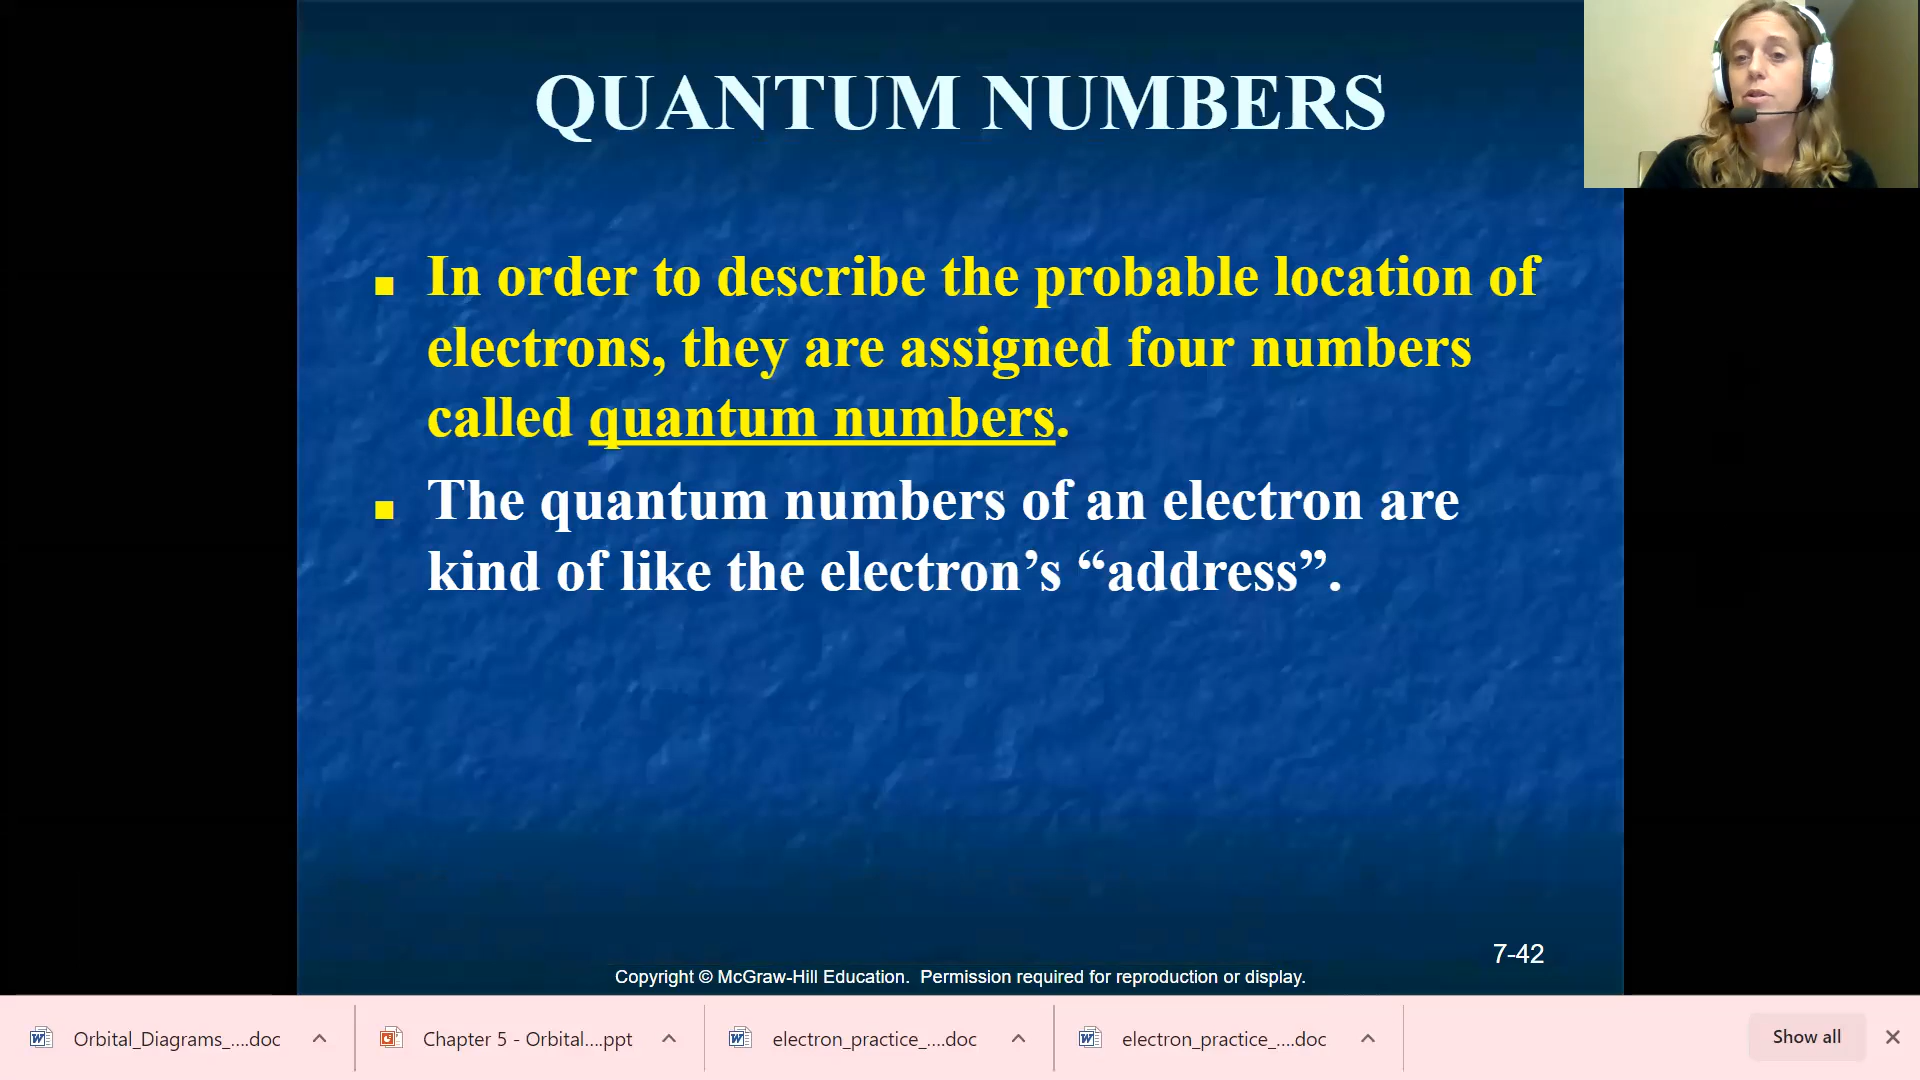 QUANTUM NUMBERS
In order to describe the probable location of
electrons, they are assigned four numbers
called quantum numbers.
The quantum numbers of an electron are
kind of like the electron’s “address”.
7-42
Copyright © McGraw-Hill Education. Permission required for reproduction or display.
Orbital_Diagrams_....doc
Chapter 5 - Orbital....ppt
electron_practice_....doc
electron_practice_....doc
Show all